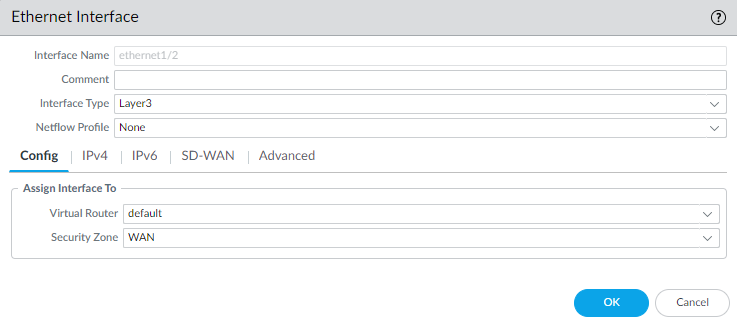 Ethernet Interface
Interface Name ethernet1/2
Comment
Interface Type Layer3
Netflow Profile None
Config | IPv4 | IPv6 | SD-WAN | Advanced
Assign Interface To
Virtual Router default
Security Zone WAN
OK Cancel